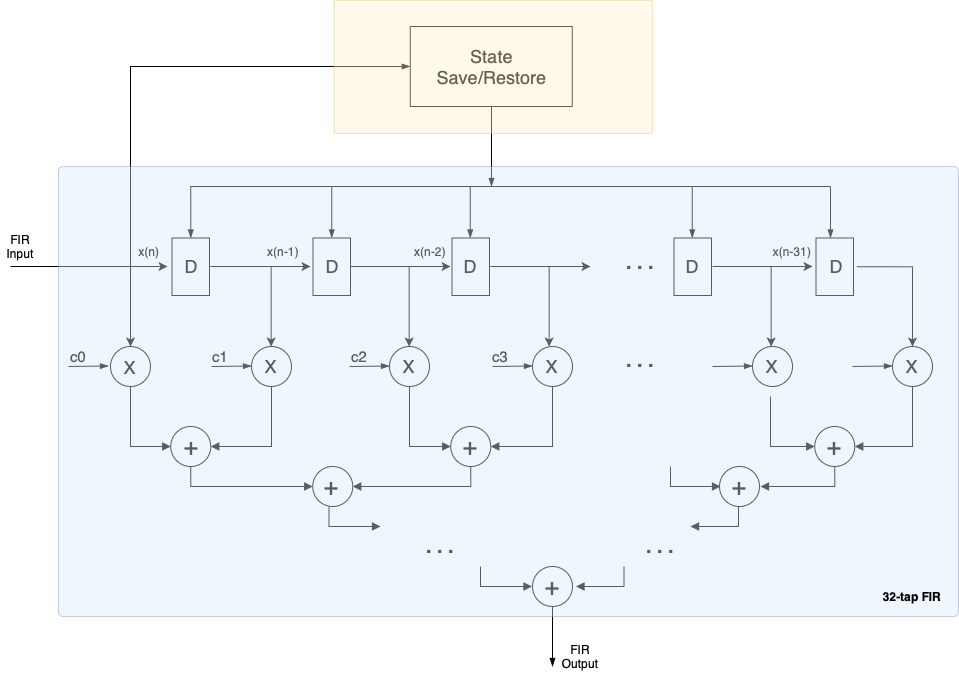 State
Save/Restore
FIR
Input
x(n)
D
x(n-1)
D
x(n-2)
D
...
D
x(n-31)
D
c0
X
c1
X
c2
X
c3
X
...
X
X
+
+
+
+
+
...
...
+
32-tap FIR
FIR
Output